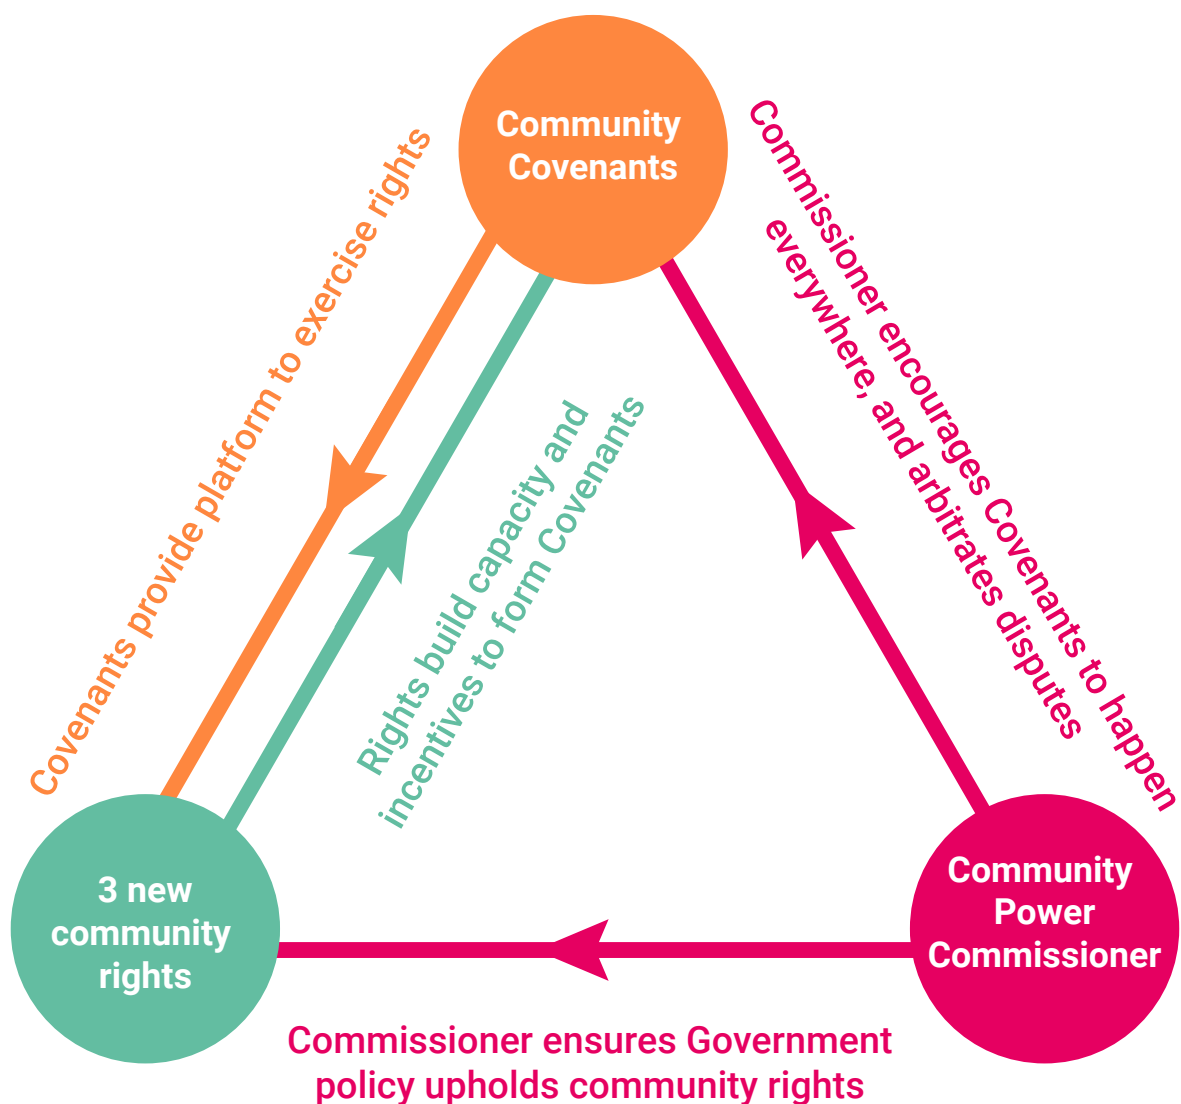 Community
Covenants
Covenants provide platform to exercise rights
Rights build capacity and
incentives to form Covenants
Commissioner encourages Covenants to happen
everywhere, and arbitrates disputes
3 new
community
rights
Community
Power
Commissioner
Commissioner ensures Government
policy upholds community rights